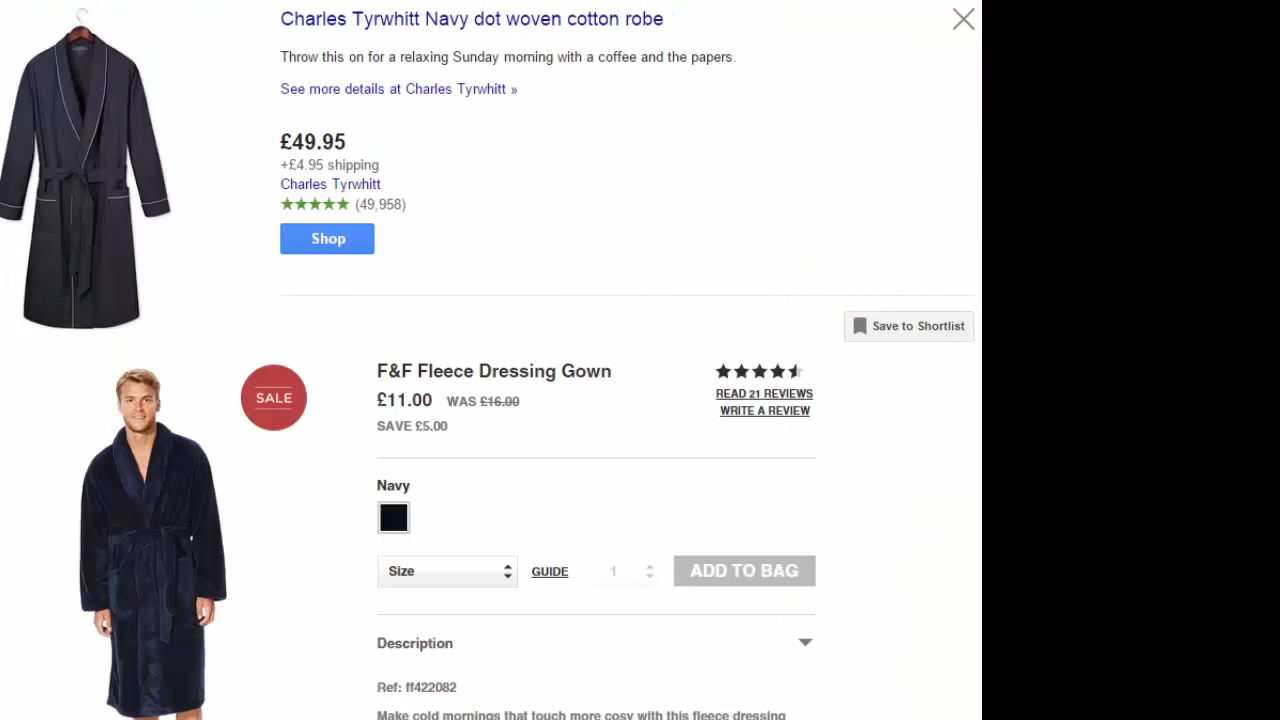 Charles Tyrwhitt Navy dot woven cotton robe
Throw this on for a relaxing Sunday morning with a coffee and the papers.
See more details at Charles Tyrwhitt »
£49.95
+£4.95 shipping
Charles Tyrwhitt
★★★★★ (49,958)
Shop
Save to Shortlist
SALE
F&F Fleece Dressing Gown
£11.00 WAS £16.00
SAVE £5.00
READ 21 REVIEWS
WRITE A REVIEW
Navy
Size GUIDE 1 ADD TO BAG
Description
Ref: ff422082
Make cold mornings that touch more cosy with this fleece dressing